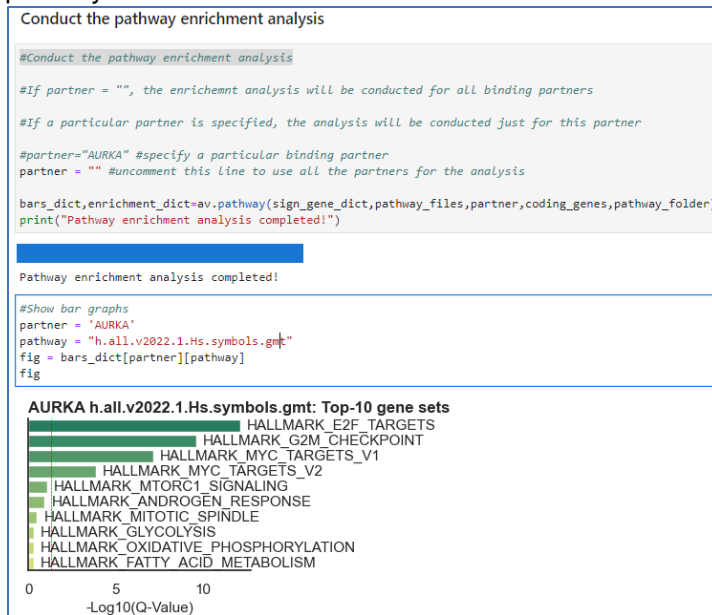 Conduct the pathway enrichment analysis
#Conduct the pathway enrichment analysis
#If partner = "", the enrichemnt analysis will be conducted for all binding partners
#If a particular partner is specified, the analysis will be conducted just for this partner
#partner="AURKA" #specify a particular binding partner
partner = "" #uncomment this line to use all the partners for the analysis
bars_dict,enrichment_dict=av.pathway(sign_gene_dict,pathway_files,partner,coding_genes,pathway_folder)
print("Pathway enrichment analysis completed!")
Pathway enrichment analysis completed!
#Show bar graphs
partner = 'AURKA'
pathway = "h.all.v2022.1.Hs.symbols.gmt"
fig = bars_dict[partner][pathway]
fig
AURKA h.all.v2022.1.Hs.symbols.gmt: Top-10 gene sets
HALLMARK_E2F_TARGETS
HALLMARK_G2M_CHECKPOINT
HALLMARK_MYC_TARGETS_V1
HALLMARK_MYC_TARGETS_V2
HALLMARK_MTORC1_SIGNALING
HALLMARK_ANDROGEN_RESPONSE
HALLMARK_MITOTIC_SPINDLE
HALLMARK_GLYCOLYSIS
HALLMARK_OXIDATIVE_PHOSPHORYLATION
HALLMARK_FATTY_ACID_METABOLISM
0 5 10
-Log10(Q-Value)